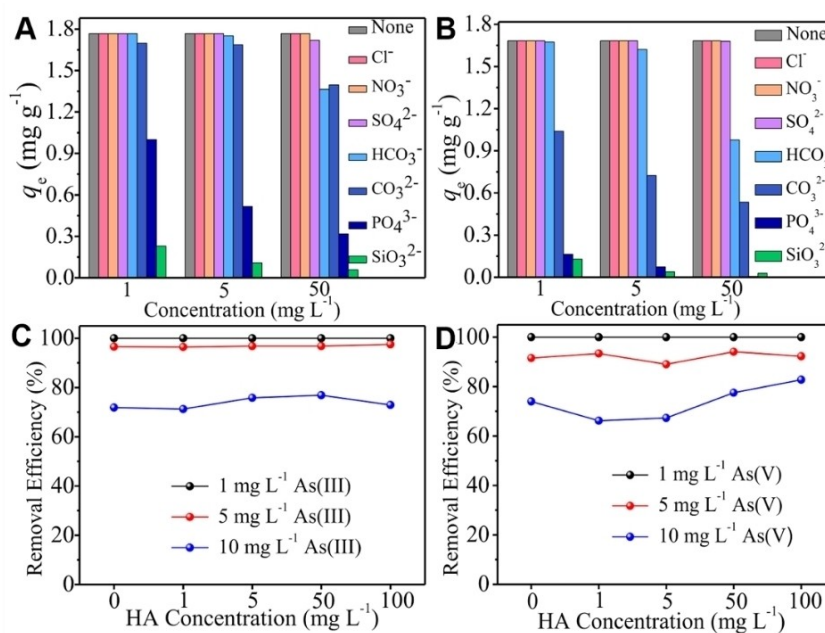 A
1.8
1.5
1.2
0.9
0.6
0.3
0.0
qₑ (mg g⁻¹)
None
Cl⁻
NO₃⁻
SO₄²⁻
HCO₃⁻
CO₃²⁻
PO₄³⁻
SiO₃²⁻
1 5 50
Concentration (mg L⁻¹)
B
1.8
1.5
1.2
0.9
0.6
0.3
0.0
qₑ (mg g⁻¹)
None
Cl⁻
NO₃⁻
SO₄²⁻
HCO₃
CO₃²⁻
PO₄³⁻
SiO₃²⁻
1 5 50
Concentration (mg L⁻¹)
C
100
80
60
40
20
0
Removal Efficiency (%)
1 mg L⁻¹ As(III)
5 mg L⁻¹ As(III)
10 mg L⁻¹ As(III)
0 1 5 50 100
HA Concentration (mg L⁻¹)
D
100
80
60
40
20
0
Removal Efficiency (%)
1 mg L⁻¹ As(V)
5 mg L⁻¹ As(V)
10 mg L⁻¹ As(V)
0 1 5 50 100
HA Concentration (mg L⁻¹)